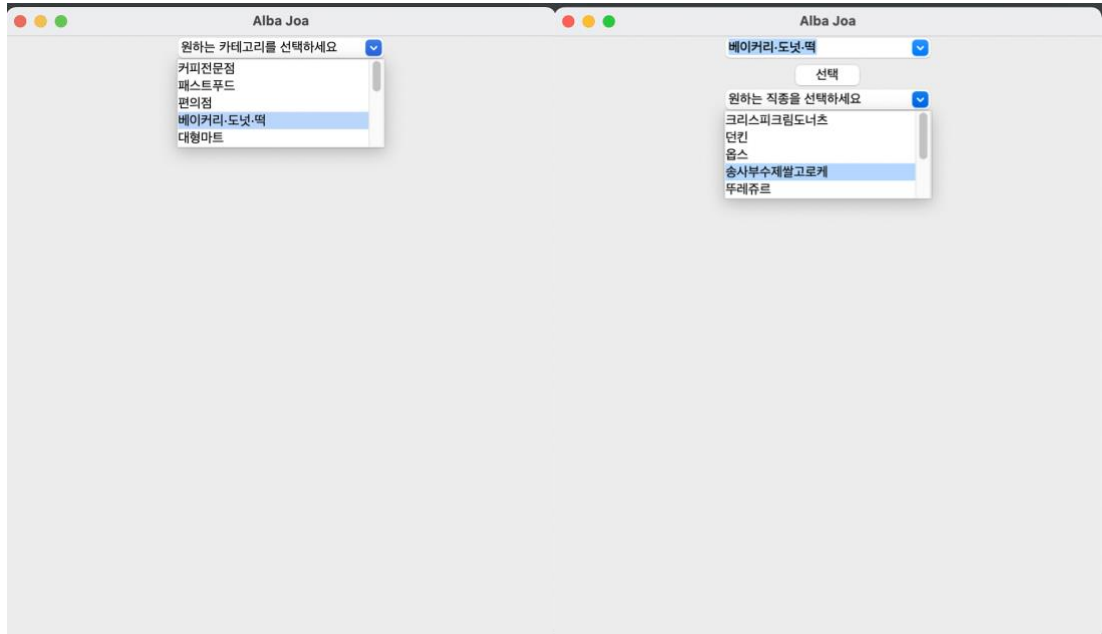 Alba Joa
원하는 카테고리를 선택하세요
커피전문점
패스트푸드
편의점
베이커리·도넛·떡
대형마트
Alba Joa
베이커리·도넛·떡
선택
원하는 직종을 선택하세요
크리스피크림도너츠
던킨
옵스
송사부수제쌀고로케
뚜레쥬르